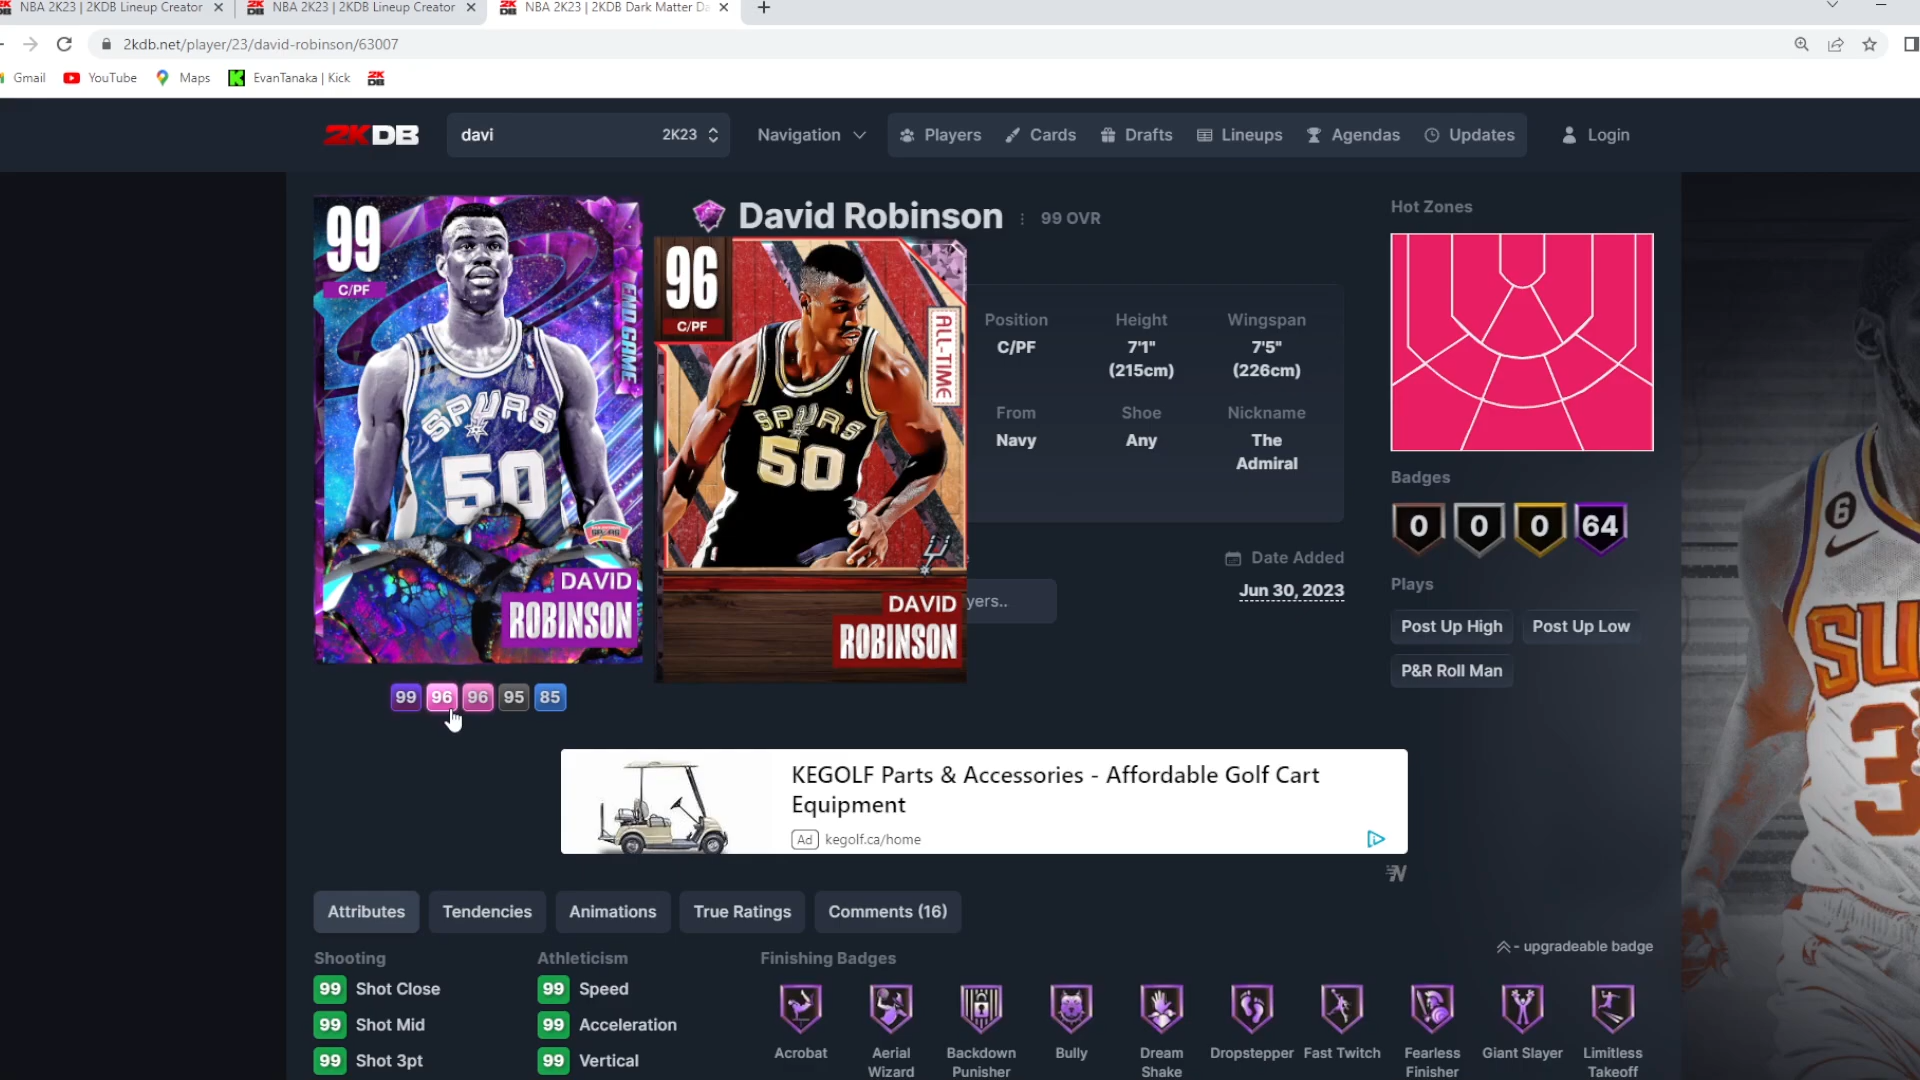 NBA 2K23 | 2KDB Lineup Creator
NBA 2K23 | 2KDB Lineup Creator
NBA 2K23 | 2KDB Dark Matter Da
2kdb.net/player/23/david-robinson/63007
Gmail
YouTube
Maps
EvanTanaka | Kick
2KDB
davi
2K23
Navigation
Players
Cards
Drafts
Lineups
Agendas
Updates
Login
99
C/PF
END GAME
SPURS
50
DAVID
ROBINSON
96
C/PF
ALL-TIME
SPURS
50
DAVID
ROBINSON
David Robinson : 99 OVR
Position
C/PF
Height
7'1"
(215cm)
Wingspan
7'5"
(226cm)
From
Navy
Shoe
Any
Nickname
The
Admiral
yers..
Date Added
Jun 30, 2023
Hot Zones
Badges
0
0
0
64
Plays
Post Up High
Post Up Low
P&R Roll Man
99
96
96
95
85
KEGOLF Parts & Accessories - Affordable Golf Cart
Equipment
Ad
kegolf.ca/home
Attributes
Tendencies
Animations
True Ratings
Comments (16)
- upgradeable badge
Shooting
99 Shot Close
99 Shot Mid
99 Shot 3pt
Athleticism
99 Speed
99 Acceleration
99 Vertical
Finishing Badges
Acrobat
Aerial
Wizard
Backdown
Punisher
Bully
Dream
Shake
Dropstepper
Fast Twitch
Fearless
Finisher
Giant Slayer
Limitless
Takeoff
6
SU
3